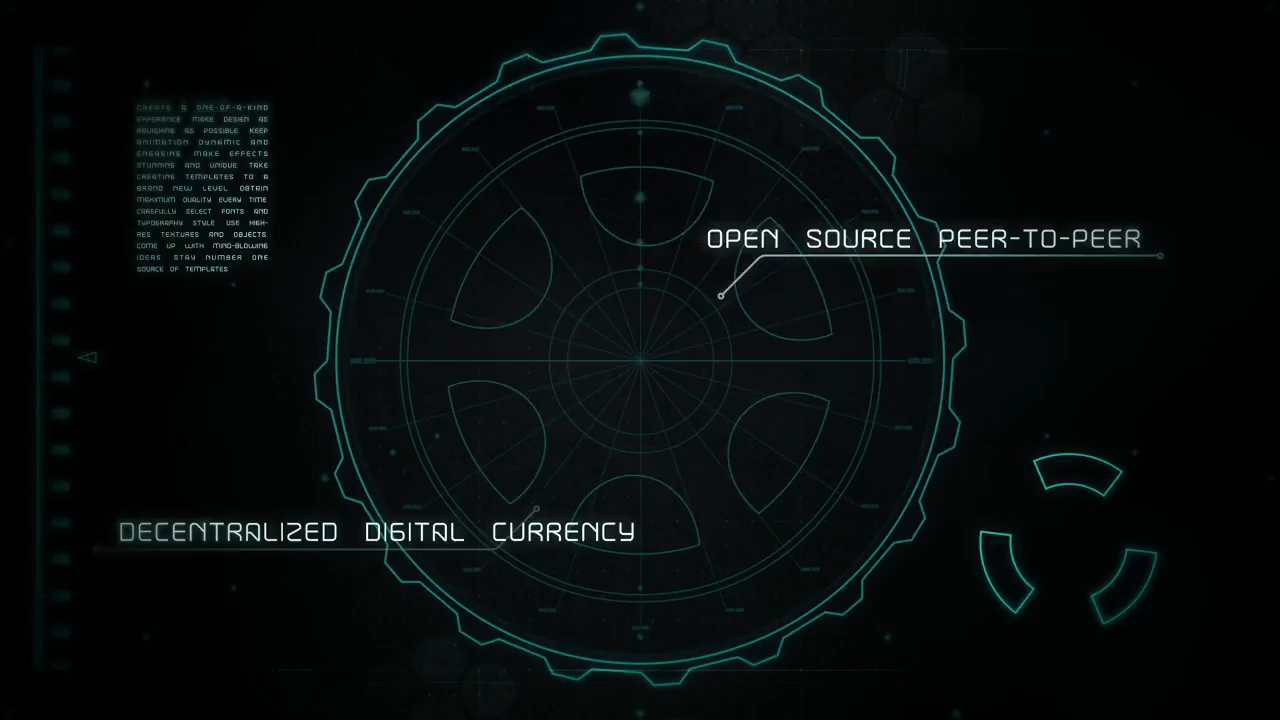 CREATE A ONE-OF-A-KIND
EXPERIENCE MAKE DESIGN AS
RAVISHING AS POSSIBLE KEEP
ANIMATION DYNAMIC AND
ENGAGING MAKE EFFECTS
STUNNING AND UNIQUE TAKE
CREATING TEMPLATES TO A
BRAND NEW LEVEL OBTAIN
MAXIMUM QUALITY EVERY TIME
CAREFULLY SELECT FONTS AND
TYPOGRAPHY STYLE USE HIGH-
RES TEXTURES AND OBJECTS.
COME UP WITH MIND-BLOWING
IDEAS STAY NUMBER ONE
SOURCE OF TEMPLATES
OPEN SOURCE PEER-TO-PEER
DECENTRALIZED DIGITAL CURRENCY